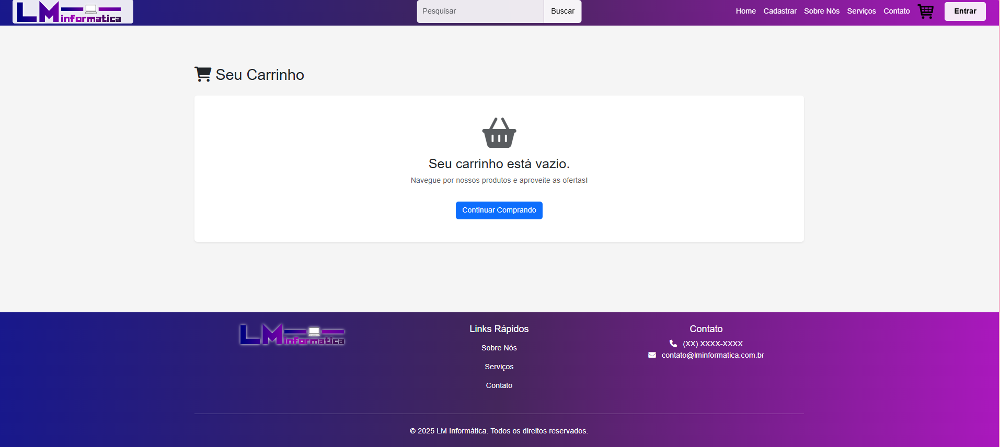 LM informatica
Pesquisar
Buscar
Home
Cadastrar
Sobre Nós
Serviços
Contato
Entrar
Seu Carrinho
Seu carrinho está vazio.
Navegue por nossos produtos e aproveite as ofertas!
Continuar Comprando
LM informatica
Links Rápidos
Sobre Nós
Serviços
Contato
Contato
(XX) XXXX-XXXX
contato@lminformatica.com.br
© 2025 LM Informática. Todos os direitos reservados.